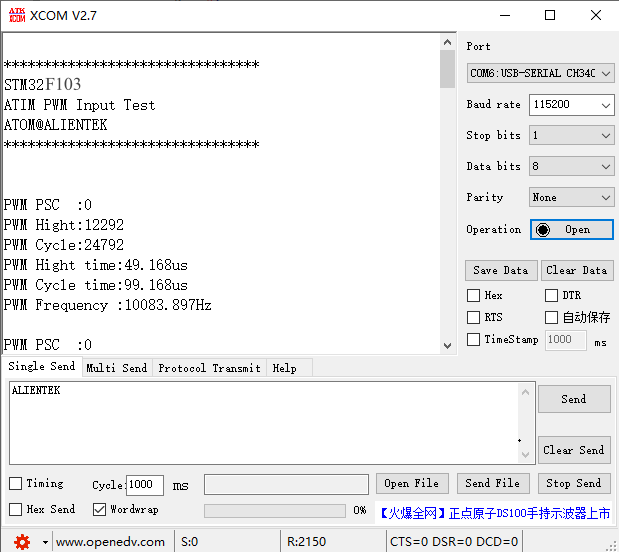 ATK
XCOM
XCOM V2.7
********************************
STM32F103
ATIM PWM Input Test
ATOM@ALIENTEK
********************************
PWM PSC  :0
PWM Hight:12292
PWM Cycle:24792
PWM Hight time:49.168us
PWM Cycle time:99.168us
PWM Frequency :10083.897Hz
PWM PSC  :0
Port
COM6:USB-SERIAL CH340
Baud rate 115200
Stop bits 1
Data bits 8
Parity None
Operation Open
Save Data Clear Data
Hex DTR
RTS 自动保存
TimeStamp 1000 ms
Single Send Multi Send Protocol Transmit Help
ALIENTEK
Send
Clear Send
Timing Cycle: 1000 ms Open File Send File Stop Send
Hex Send Wordwrap 0% 【火爆全网】正点原子DS100手持示波器上市
www.openedv.com S:0 R:2150 CTS=0 DSR=0 DCD=0